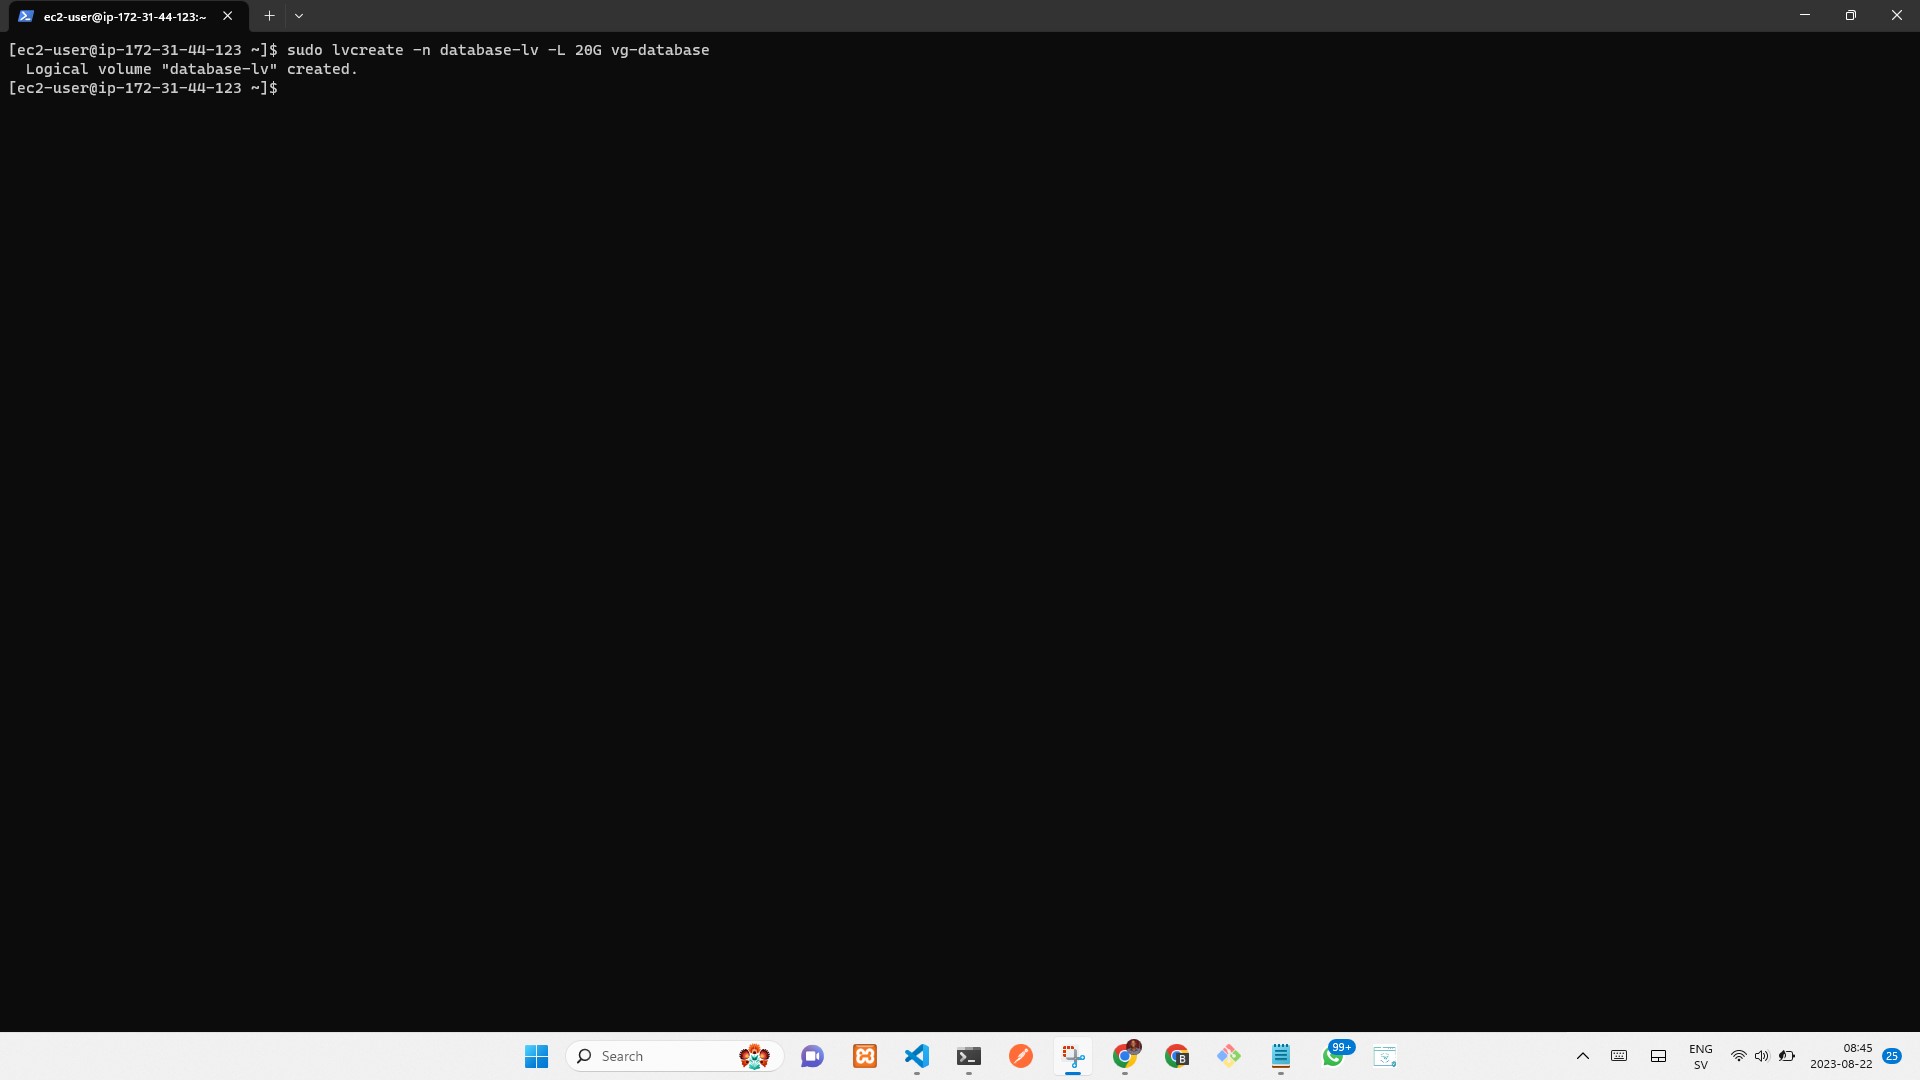 ec2-user@ip-172-31-44-123:~
[ec2-user@ip-172-31-44-123 ~]$ sudo lvcreate -n database-lv -L 20G vg-database
  Logical volume "database-lv" created.
[ec2-user@ip-172-31-44-123 ~]$
Search
B
99+
ENG
SV
08:45
2023-08-22
25